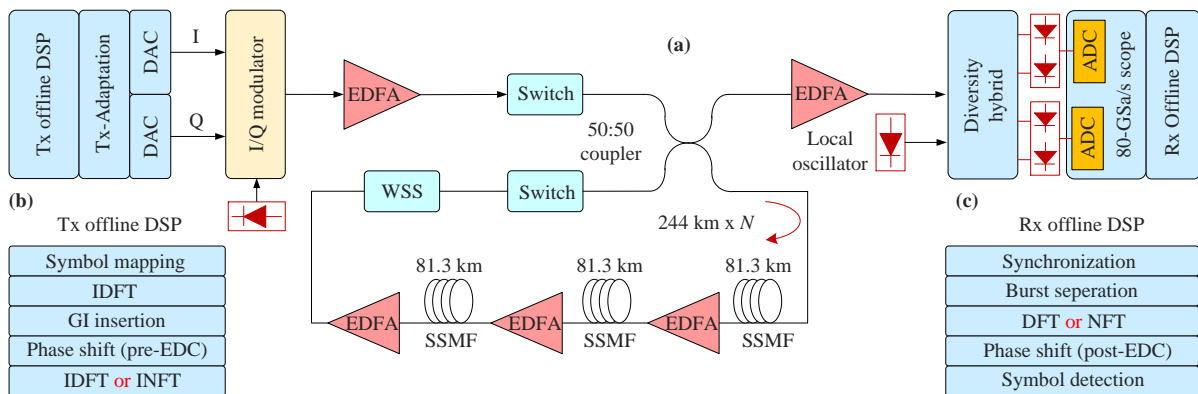 (a)
Tx offline DSP
Tx-Adaptation
DAC
DAC
I
Q
I/Q modulator
EDFA
Switch
50:50
coupler
WSS
Switch
244 km x N
81.3 km
81.3 km
81.3 km
EDFA
EDFA
EDFA
SSMF
SSMF
SSMF
EDFA
Local
oscillator
Diversity
hybrid
ADC
ADC
80-GSa/s scope
Rx Offline DSP
(b)
Tx offline DSP
Symbol mapping
IDFT
GI insertion
Phase shift (pre-EDC)
IDFT or INFT
(c)
Rx offline DSP
Synchronization
Burst seperation
DFT or NFT
Phase shift (post-EDC)
Symbol detection